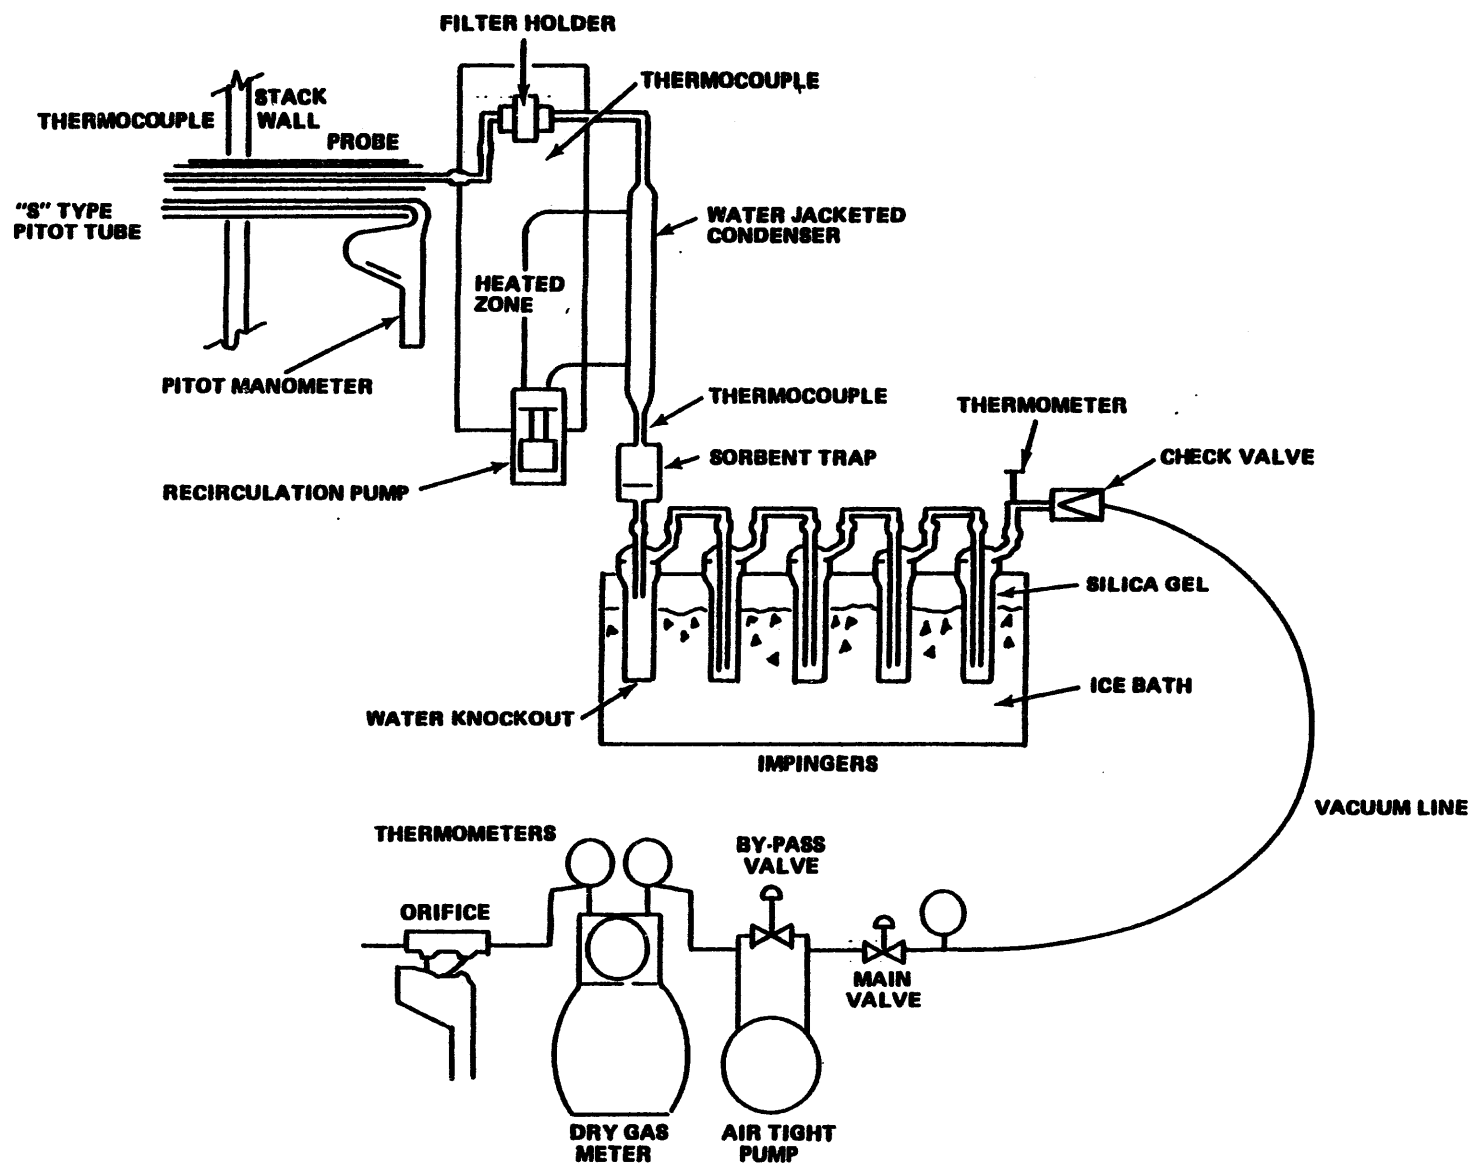 FILTER HOLDER
THERMOCOUPLE
STACK
WALL
THERMOCOUPLE
PROBE
"S" TYPE
PITOT TUBE
WATER JACKETED
CONDENSER
HEATED
ZONE
PITOT MANOMETER
THERMOCOUPLE
THERMOMETER
SORBENT TRAP
CHECK VALVE
RECIRCULATION PUMP
SILICA GEL
ICE BATH
WATER KNOCKOUT
IMPINGERS
VACUUM LINE
THERMOMETERS
BY-PASS
VALVE
ORIFICE
MAIN
VALVE
DRY GAS
METER
AIR TIGHT
PUMP